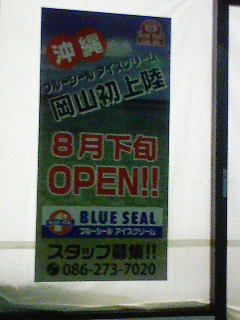 沖縄
ブルーシール アイスクリーム
岡山初上陸
8月下旬
OPEN!!
BLUE SEAL
ブルーシール アイスクリーム
スタッフ募集!!
086-273-7020